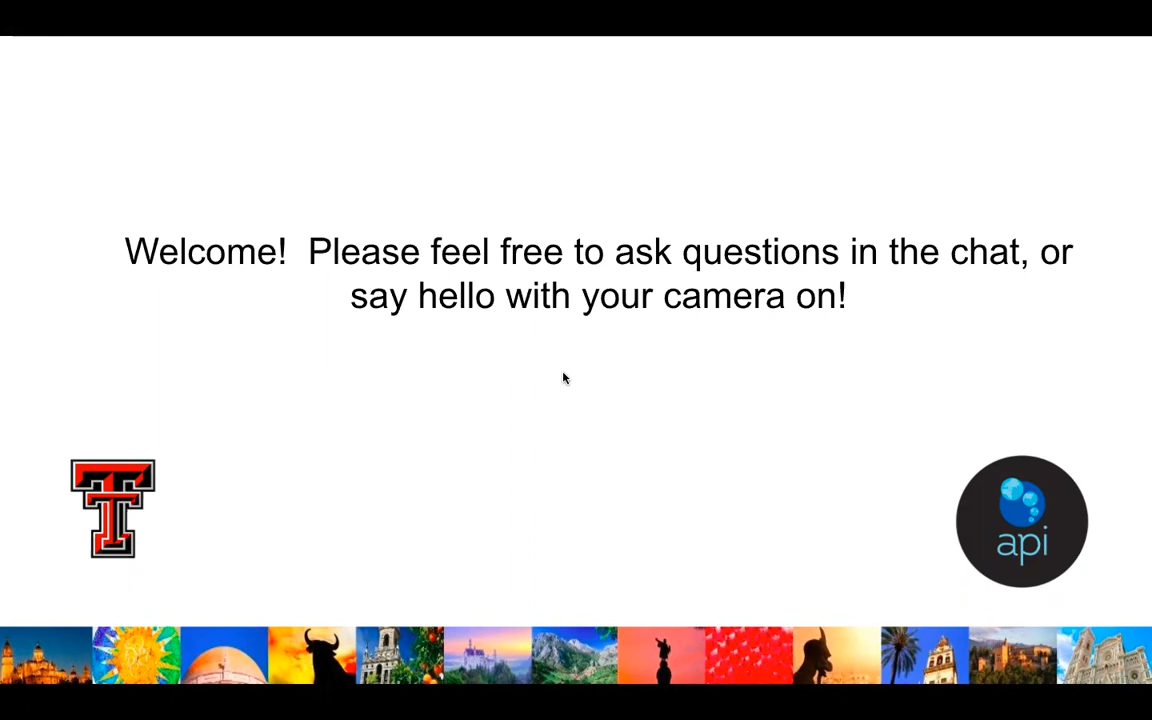 Welcome!  Please feel free to ask questions in the chat, or
say hello with your camera on!
T
api